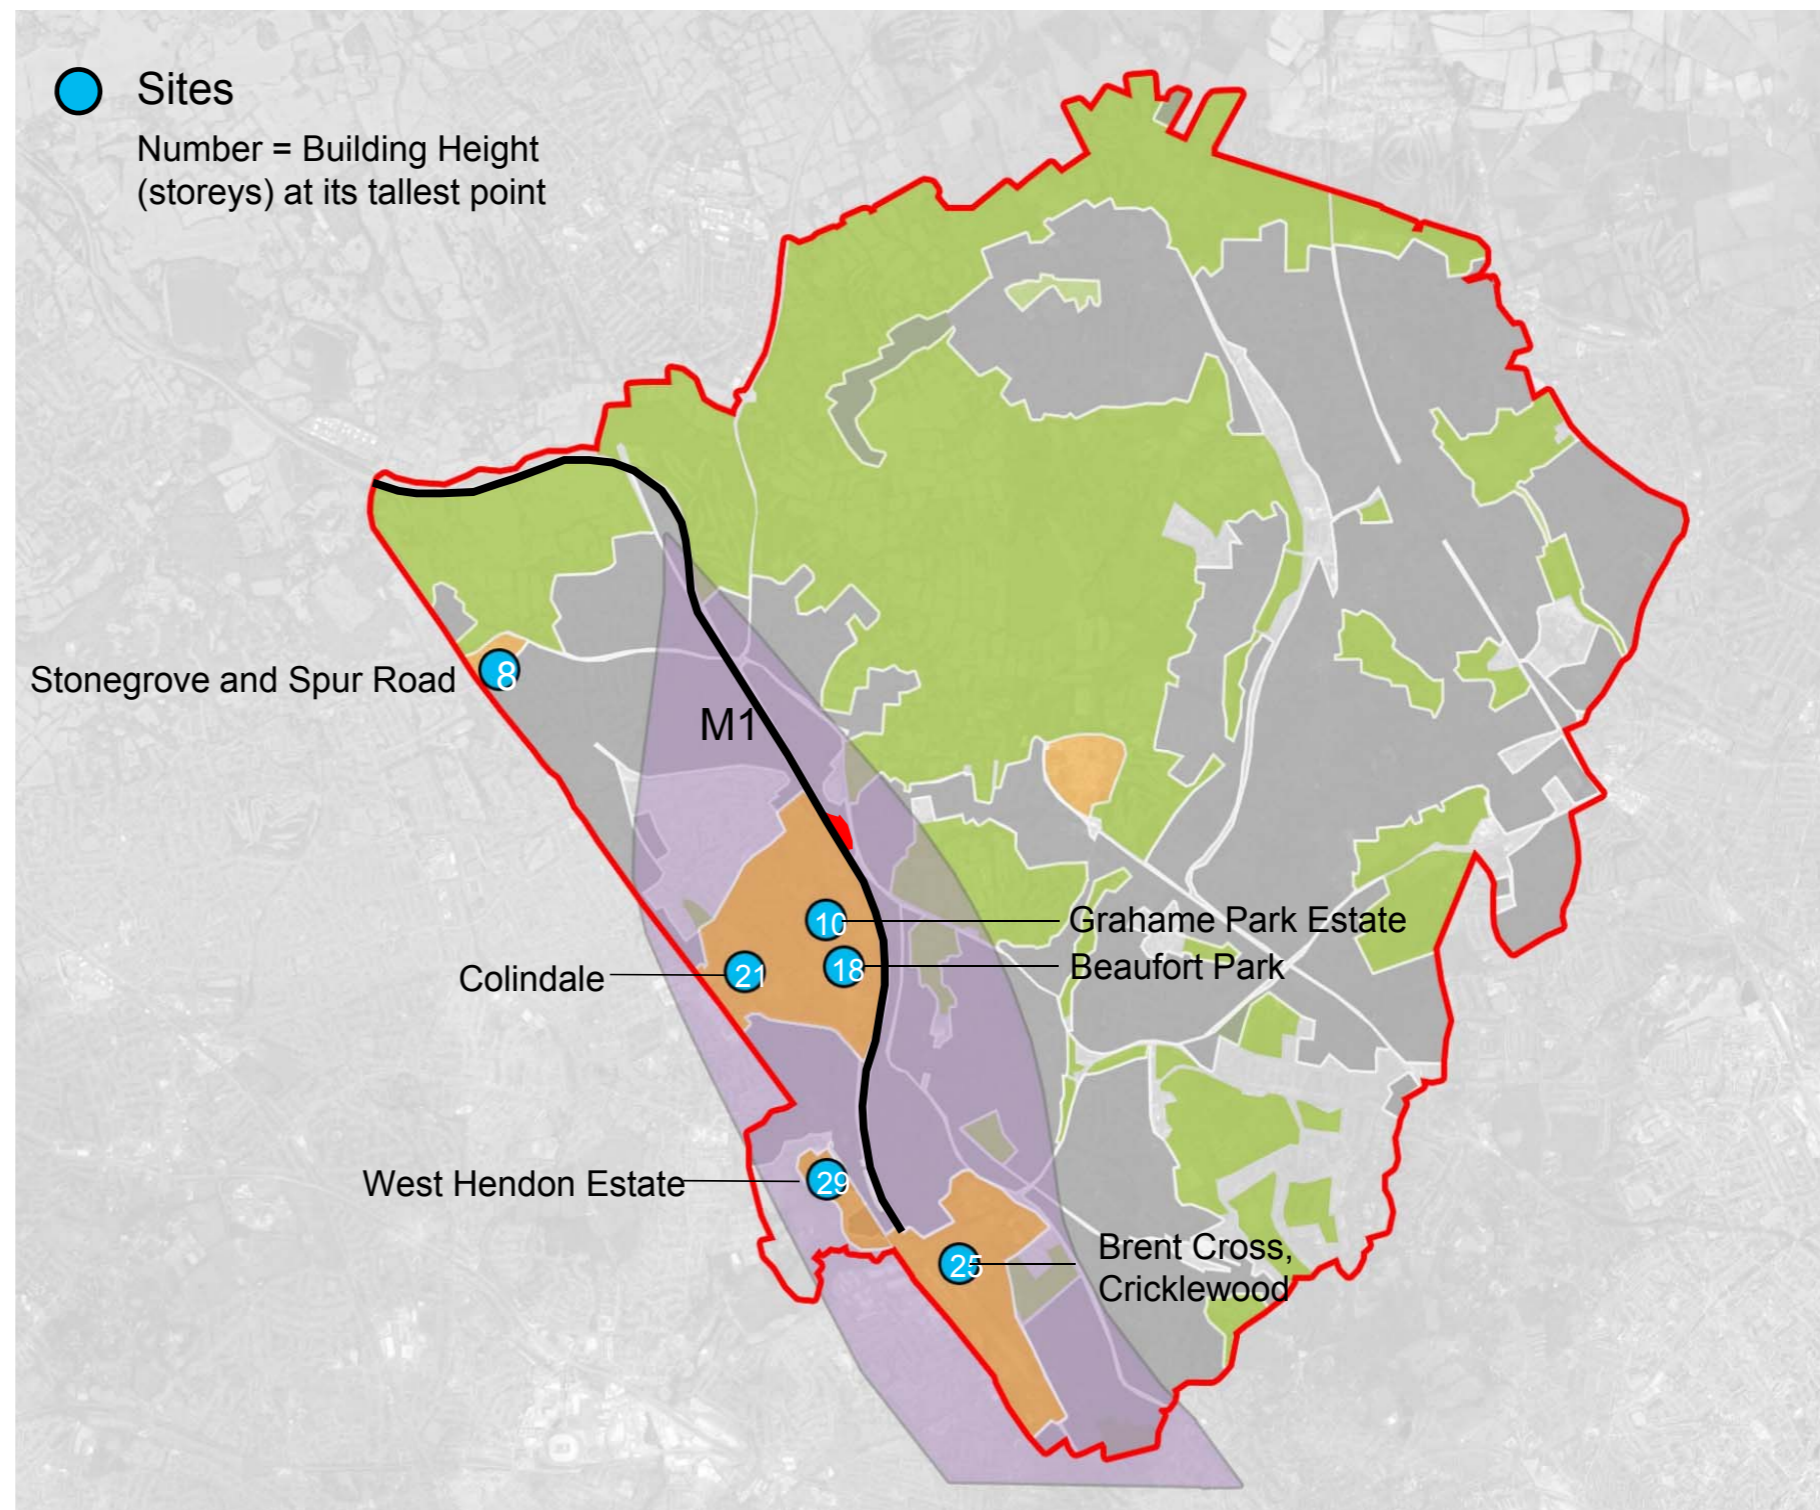 Sites
Number = Building Height
(storeys) at its tallest point
Stonegrove and Spur Road
8
M1
10
Grahame Park Estate
Colindale
21
18
Beaufort Park
West Hendon Estate
29
25
Brent Cross,
Cricklewood